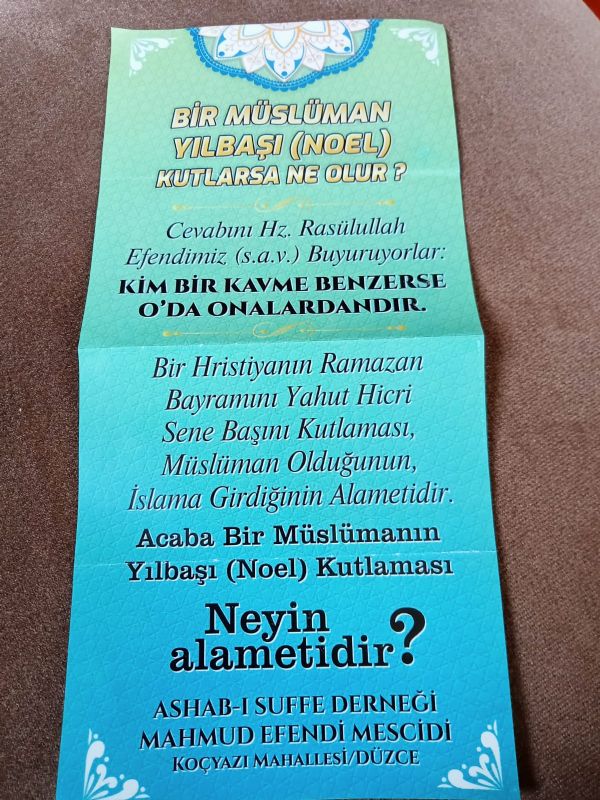 BİR MÜSLÜMAN
YILBAŞI (NOEL)
KUTLARSA NE OLUR ?
Cevabını Hz. Rasülullah
Efendimiz (s.a.v.) Buyuruyorlar:
KİM BİR KAVME BENZERSE
O'DA ONALARDANDIR.
Bir Hristiyanın Ramazan
Bayramını Yahut Hicri
Sene Başını Kutlaması,
Müslüman Olduğunun,
İslama Girdiğinin Alametidir.
Acaba Bir Müslümanın
Yılbaşı (Noel) Kutlaması
Neyin
alametidir?
ASHAB-I SUFFE DERNEĞİ
MAHMUD EFENDİ MESCİDİ
KOÇYAZI MAHALLESİ/DÜZCE